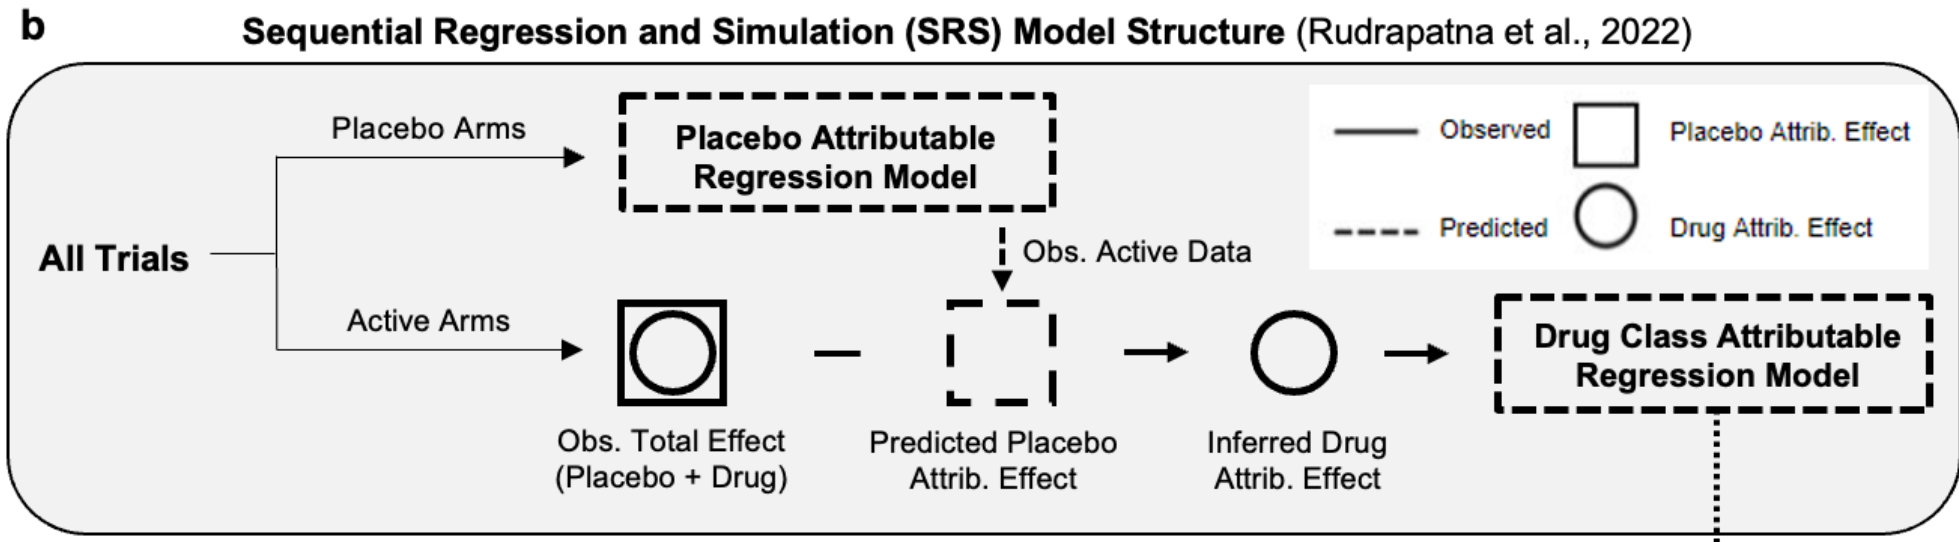 b
Sequential Regression and Simulation (SRS) Model Structure (Rudrapatna et al., 2022)
Placebo Arms
Placebo Attributable
Regression Model
Observed
Placebo Attrib. Effect
Predicted
Drug Attrib. Effect
All Trials
Obs. Active Data
Active Arms
Drug Class Attributable
Regression Model
Obs. Total Effect
(Placebo + Drug)
Predicted Placebo
Attrib. Effect
Inferred Drug
Attrib. Effect